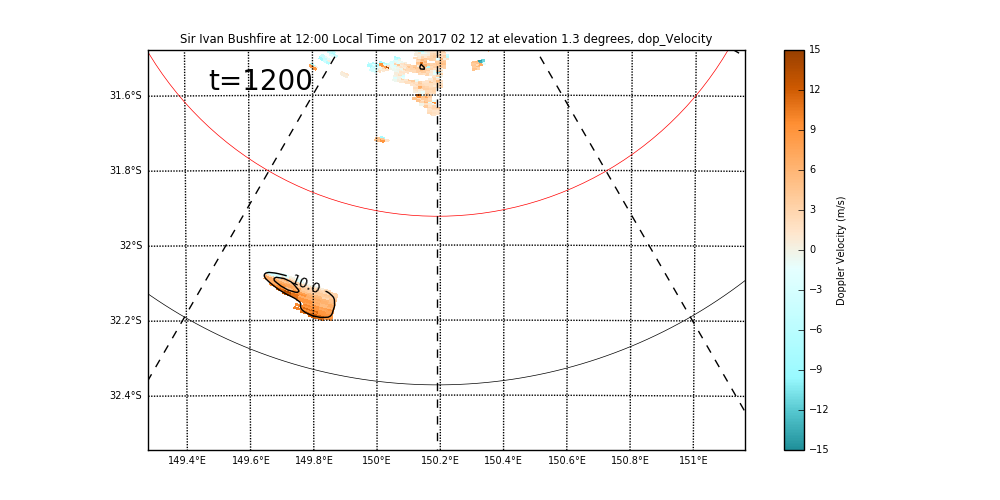 Sir Ivan Bushfire at 12:00 Local Time on 2017 02 12 at elevation 1.3 degrees, dop_Velocity
t=1200
31.6°S
31.8°S
32°S
32.2°S
32.4°S
10.0
149.4°E 149.6°E 149.8°E 150°E 150.2°E 150.4°E 150.6°E 150.8°E 151°E
15
12
9
6
3
0
−3
−6
−9
−12
−15
Doppler Velocity (m/s)